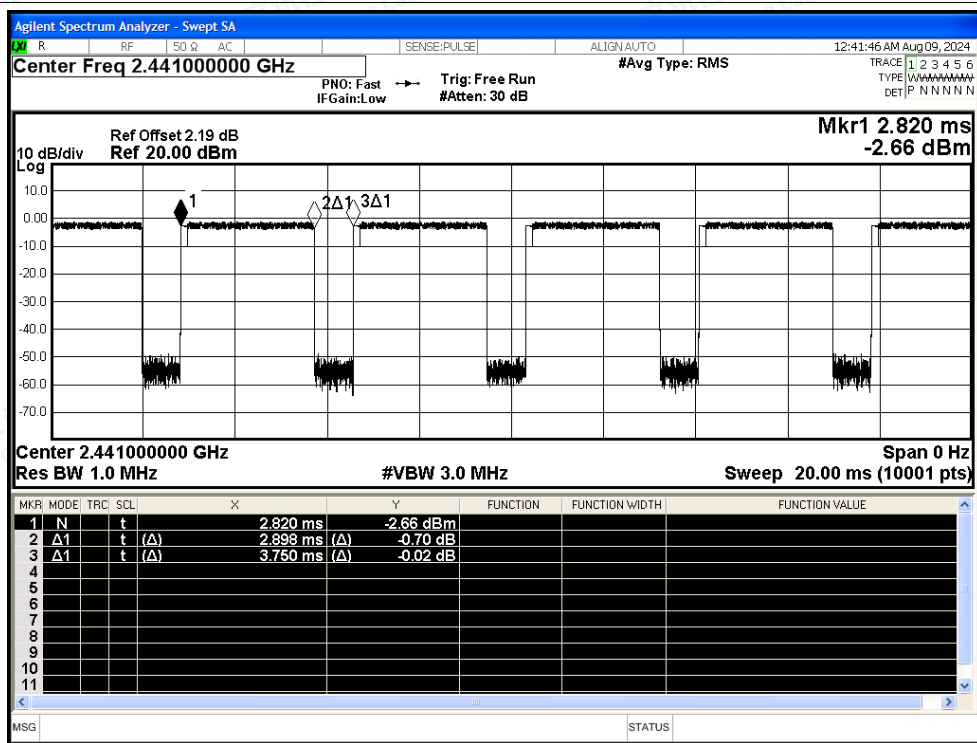 Agilent Spectrum Analyzer - Swept SA
LXI R RF 50 Ω AC SENSE:PULSE ALIGN AUTO 12:41:46 AM Aug 09, 2024
Center Freq 2.441000000 GHz
PNO: Fast
IFGain:Low
Trig: Free Run
#Atten: 30 dB
#Avg Type: RMS
TRACE 1 2 3 4 5 6
TYPE WWWWWW
DET P N N N N N
Mkr1 2.820 ms
-2.66 dBm
Ref Offset 2.19 dB
10 dB/div Ref 20.00 dBm
Log
10.0
0.00
-10.0
-20.0
-30.0
-40.0
-50.0
-60.0
-70.0
1
2Δ1
3Δ1
Center 2.441000000 GHz Span 0 Hz
Res BW 1.0 MHz #VBW 3.0 MHz Sweep 20.00 ms (10001 pts)
MKR MODE TRC SCL X Y FUNCTION FUNCTION WIDTH FUNCTION VALUE
1 N t 2.820 ms -2.66 dBm
2 Δ1 t (Δ) 2.898 ms (Δ) -0.70 dB
3 Δ1 t (Δ) 3.750 ms (Δ) -0.02 dB
4
5
6
7
8
9
10
11
MSG STATUS